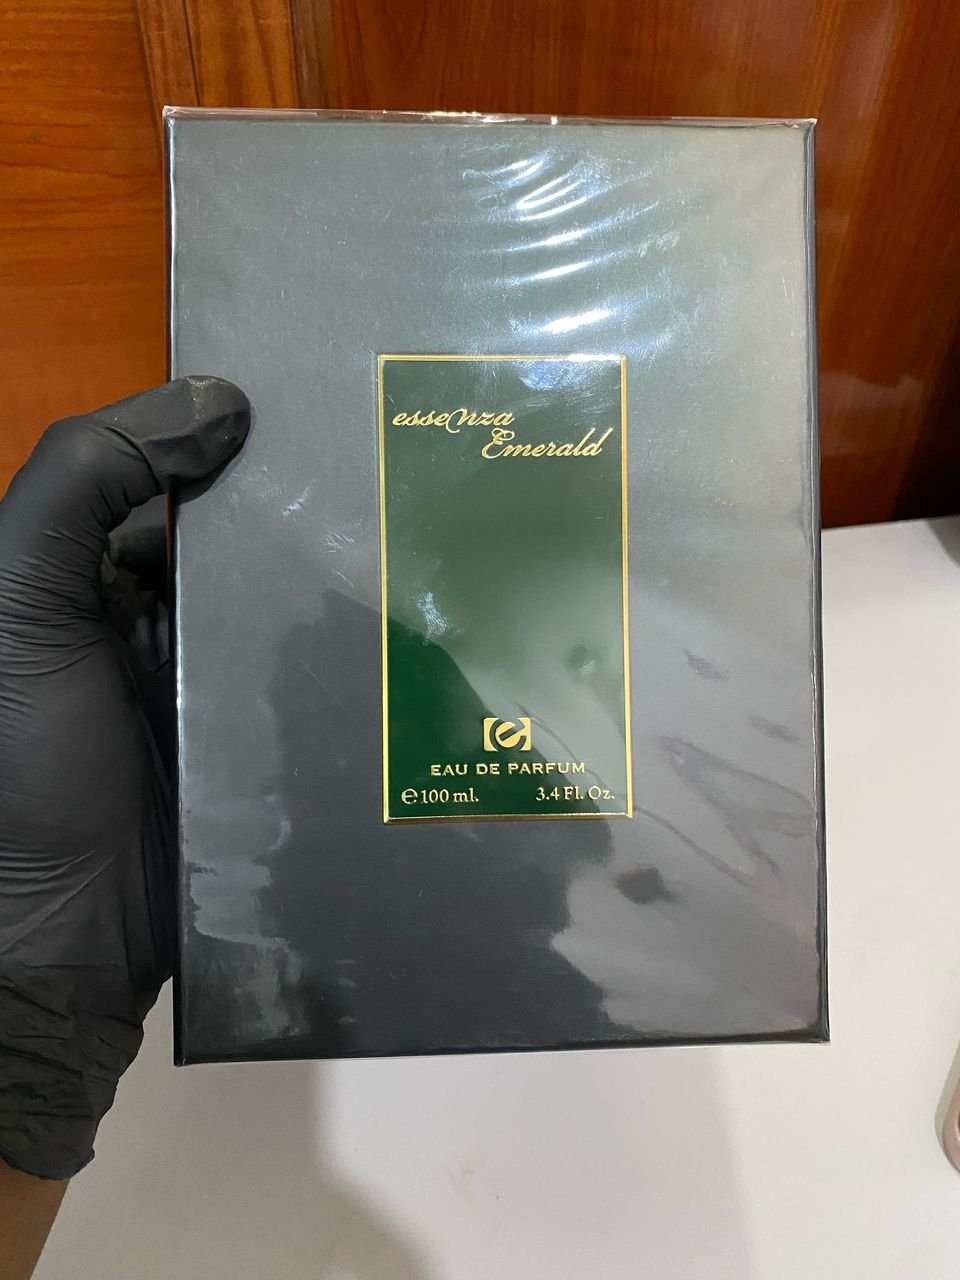 essenza
Emerald
e
EAU DE PARFUM
℮100 ml. 3.4 Fl. Oz.